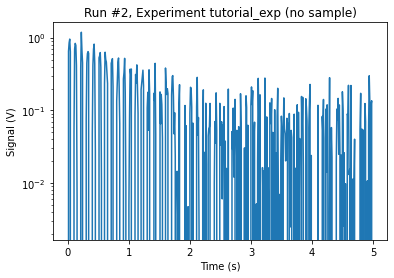 Run #2, Experiment tutorial_exp (no sample)
Signal (V)
10⁰
10⁻¹
10⁻²
0 1 2 3 4 5
Time (s)